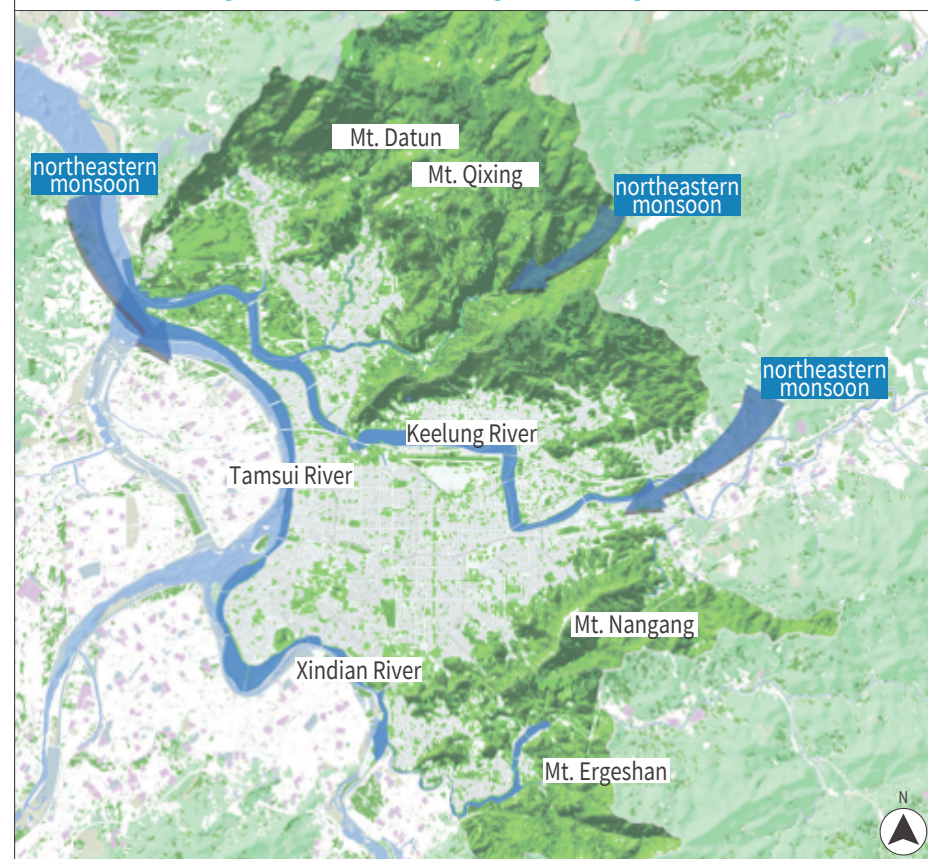 Mt. Datun
Mt. Qixing
northeastern
monsoon
northeastern
monsoon
northeastern
monsoon
Keelung River
Tamsui River
Mt. Nangang
Xindian River
Mt. Ergeshan
N